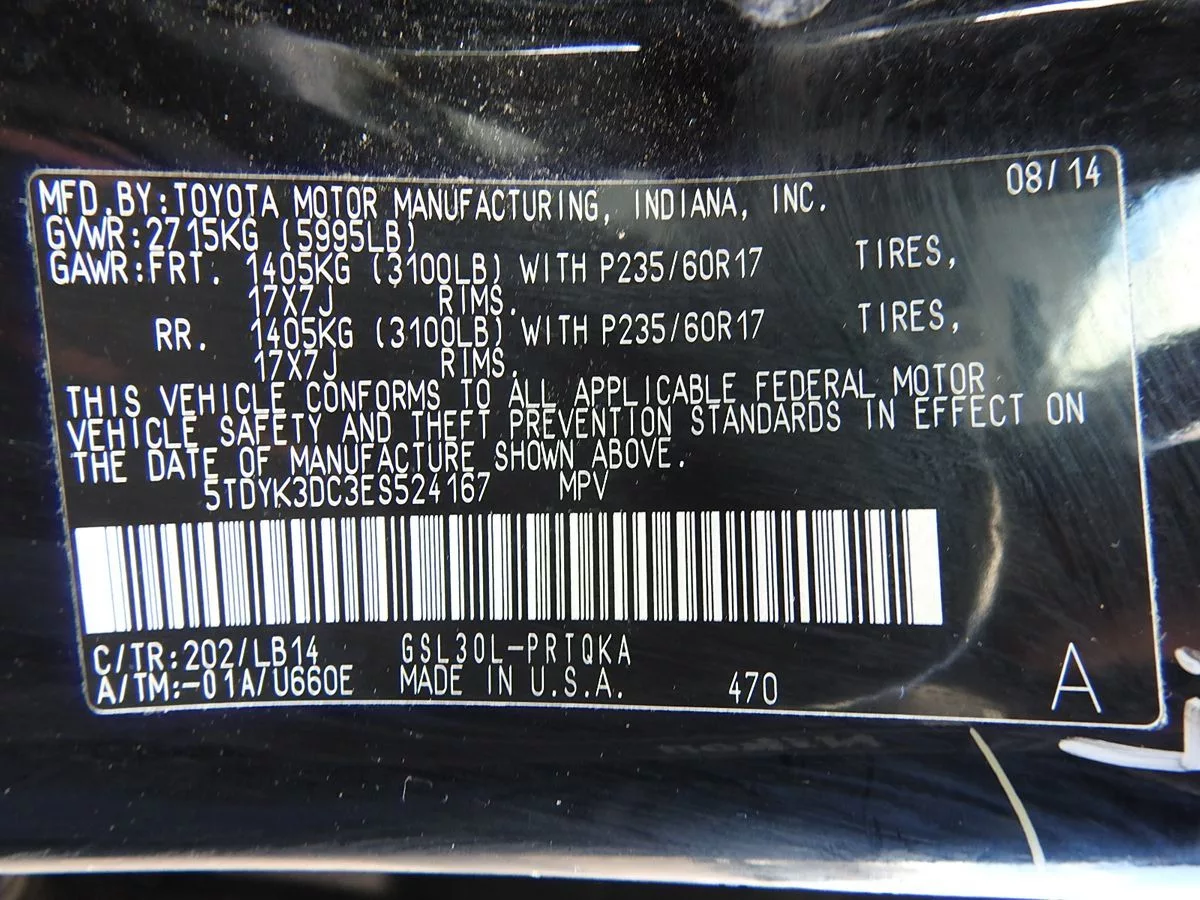 08/14
MFD.BY:TOYOTA MOTOR MANUFACTURING, INDIANA, INC.
GVWR:2715KG (5995LB)
GAWR:FRT. 1405KG (3100LB) WITH P235/60R17 TIRES,
17X7J RIMS,
RR. 1405KG (3100LB) WITH P235/60R17 TIRES,
17X7J RIMS.
THIS VEHICLE CONFORMS TO ALL APPLICABLE FEDERAL MOTOR
VEHICLE SAFETY AND THEFT PREVENTION STANDARDS IN EFFECT ON
THE DATE OF MANUFACTURE SHOWN ABOVE.
5TDYK3DC3ES524167 MPV
C/TR:202/LB14 GSL30L-PRTQKA
A/TM:-01A/U660E MADE IN U.S.A. 470
A